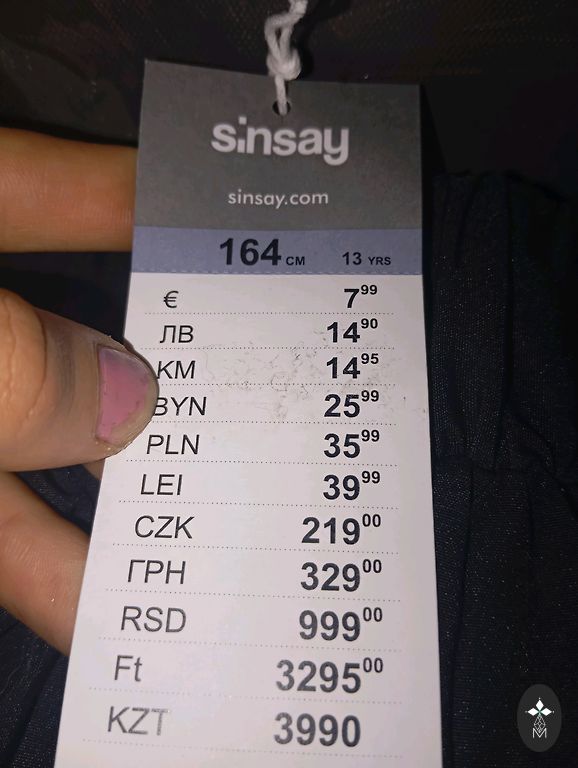 sinsay
sinsay.com
164 CM 13 YRS
€ 7⁹⁹
ЛВ 14⁹⁰
KM 14⁹⁵
BYN 25⁹⁹
PLN 35⁹⁹
LEI 39⁹⁹
CZK 219⁰⁰
ГРН 329⁰⁰
RSD 999⁰⁰
Ft 3295⁰⁰
KZT 3990